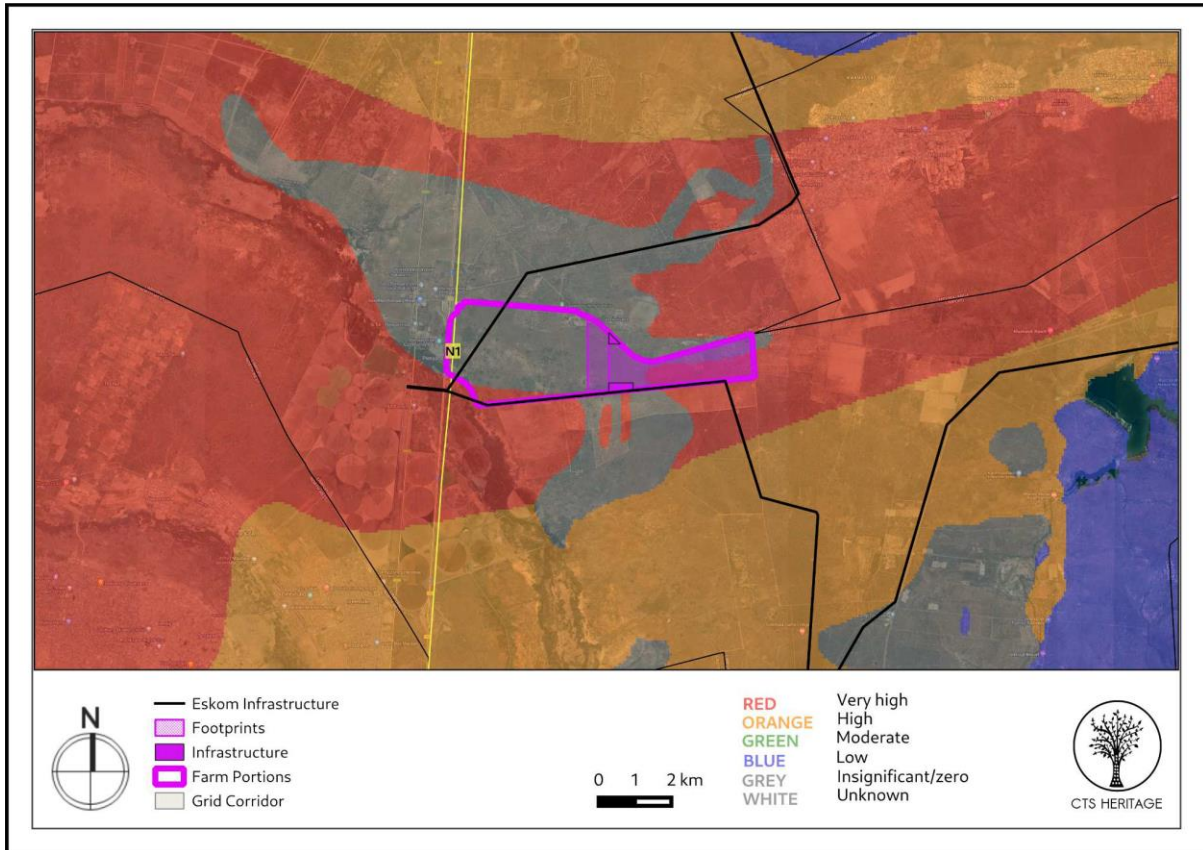 N1
N
Eskom Infrastructure
Footprints
Infrastructure
Farm Portions
Grid Corridor
0 1 2 km
RED Very high
ORANGE High
GREEN Moderate
BLUE Low
GREY Insignificant/zero
WHITE Unknown
CTS HERITAGE